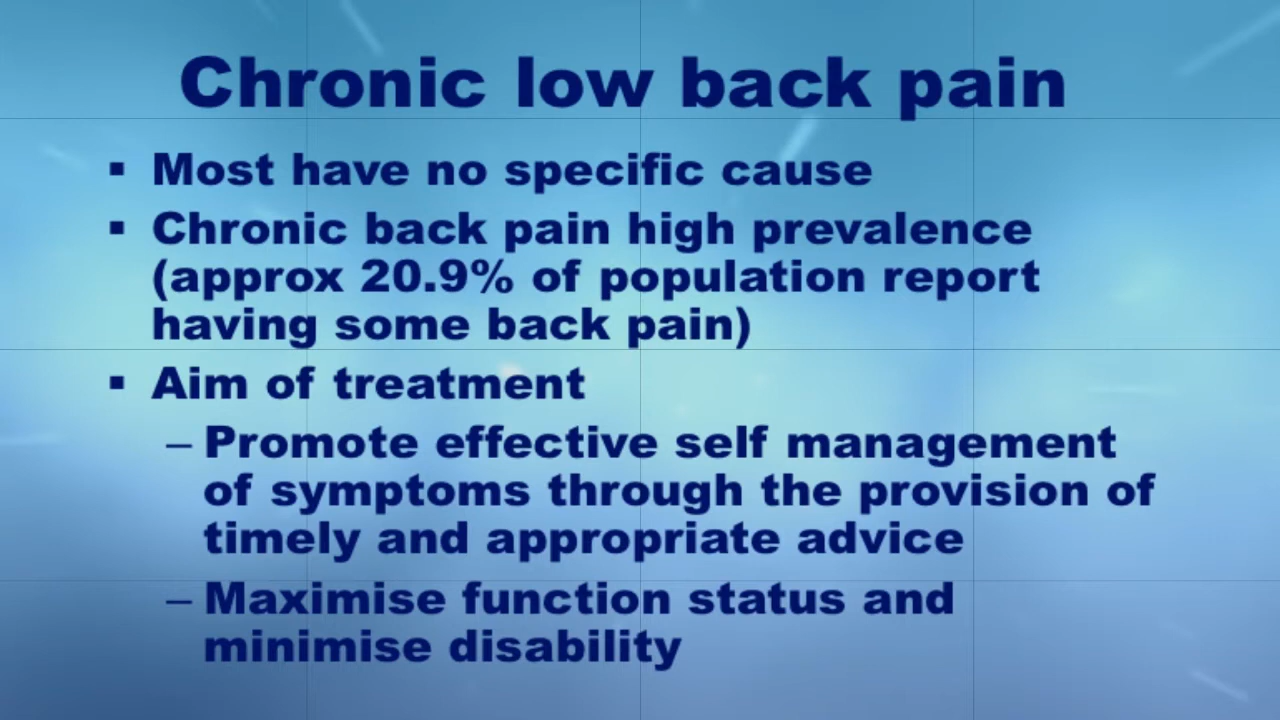 Chronic low back pain
▪ Most have no specific cause
▪ Chronic back pain high prevalence
(approx 20.9% of population report
having some back pain)
▪ Aim of treatment
– Promote effective self management
of symptoms through the provision of
timely and appropriate advice
– Maximise function status and
minimise disability